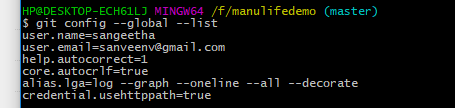 HP@DESKTOP-ECH61LJ MINGW64 /f/manulifedemo (master)
$ git config --global --list
user.name=sangeetha
user.email=sanveenv@gmail.com
help.autocorrect=1
core.autocrlf=true
alias.lga=log --graph --oneline --all --decorate
credential.usehttppath=true